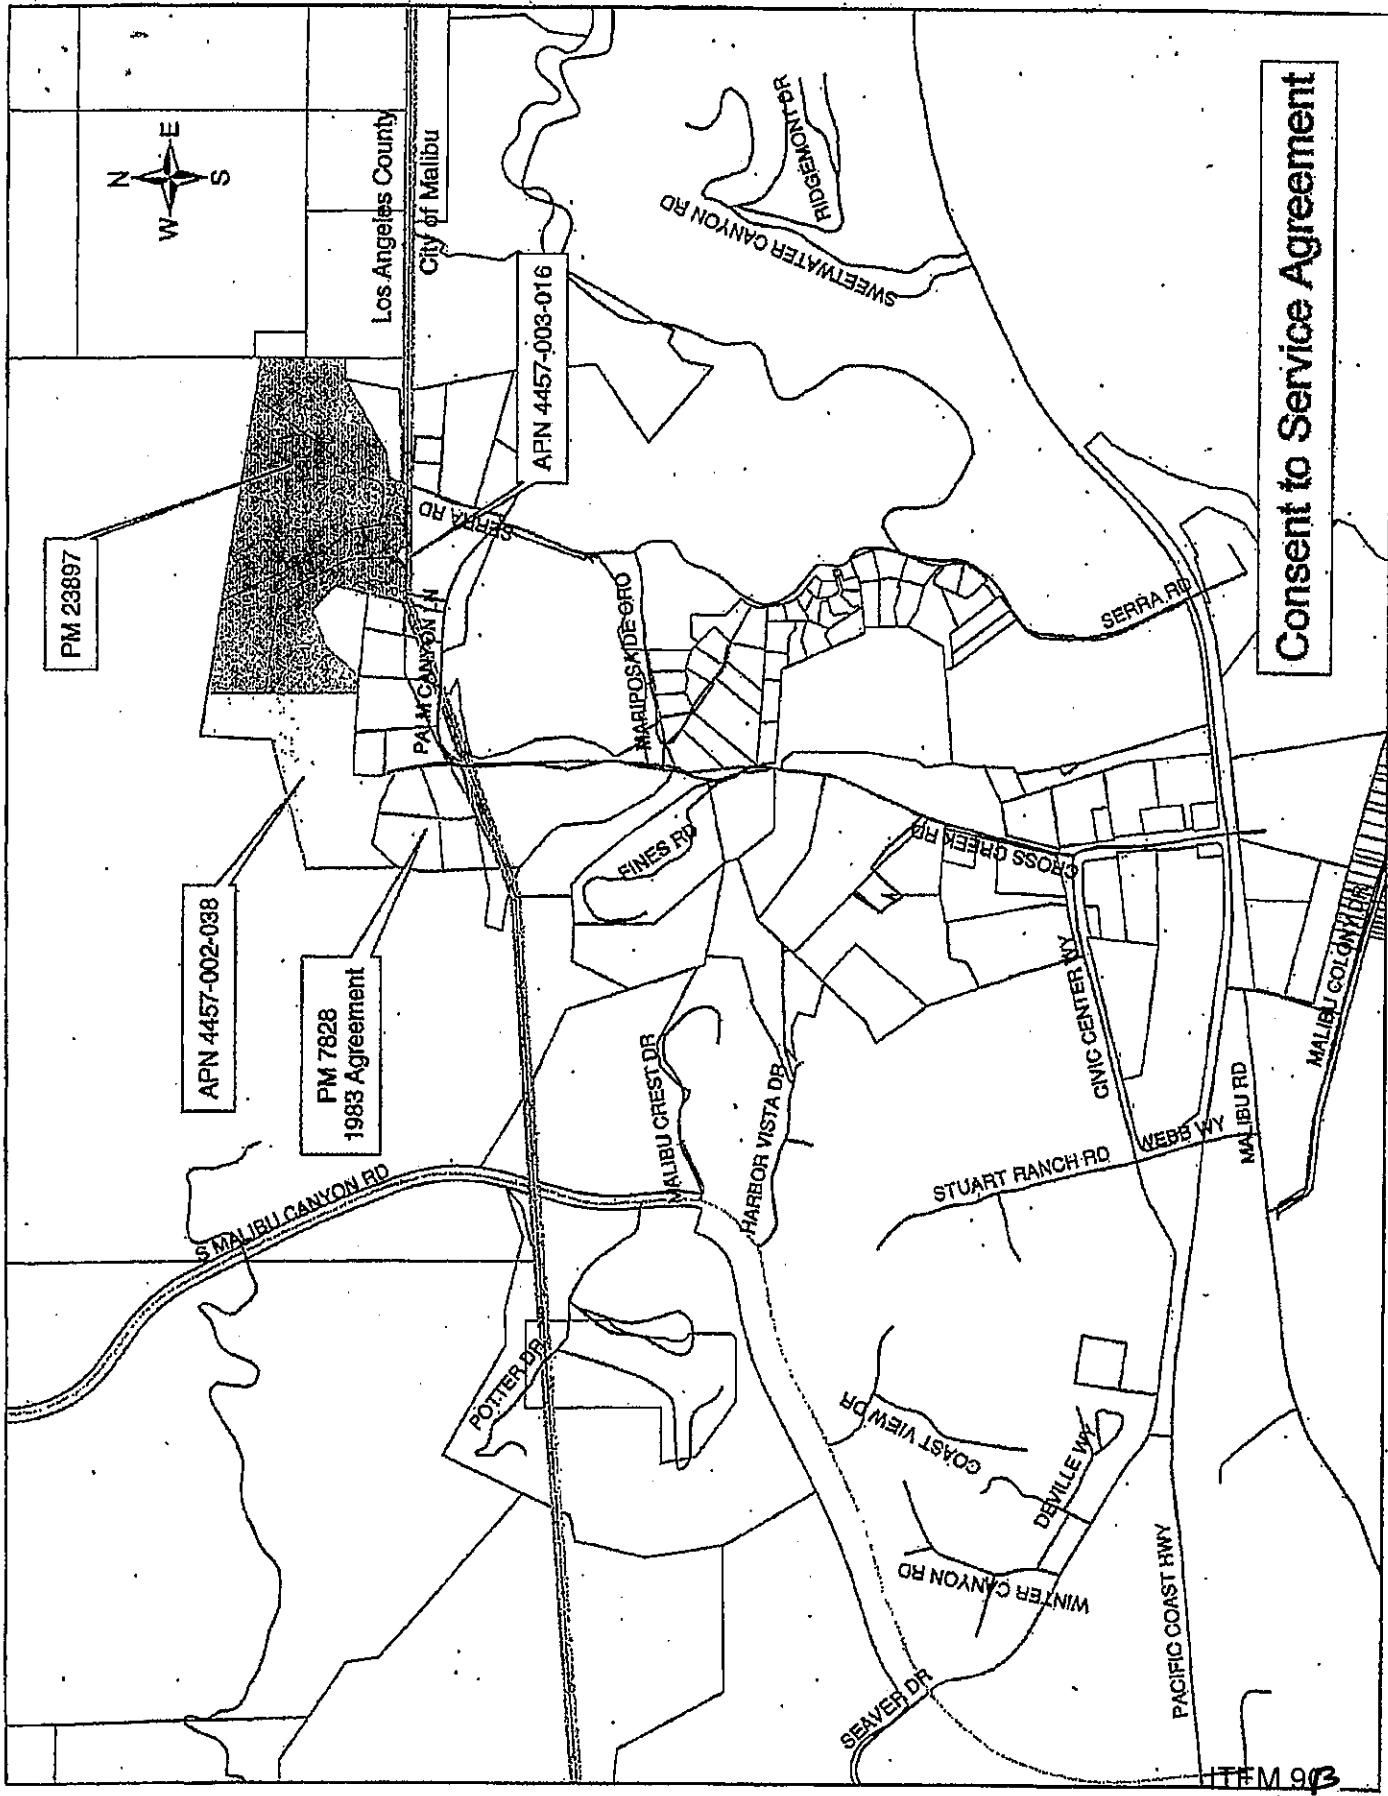 N
W E
S
Los Angeles County
City of Malibu
PM 23897
APN 4457-003-016
APN 4457-002-038
PM 7828
1983 Agreement
S MALIBU CANYON RD
PALM CANYON LN
SERRA RD
MARIPOSA DE ORO
SWEETWATER CANYON RD
RIDGEMONT DR
FINES RD
CROSS CREEK RD
SERRA RD
MALIBU CREST DR
HARBOR VISTA DR
CIVIC CENTER WY
STUART RANCH RD
WEBB WY
MALIBU RD
MALIBU COLONY DR
POTTER DR
COAST VIEW DR
DEVILLE WY
WINTER CANYON RD
SEAVER DR
PACIFIC COAST HWY
Consent to Service Agreement
ITEM 9B